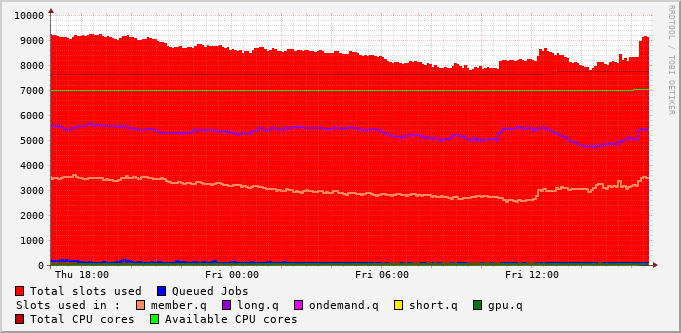 10000
9000
8000
7000
6000
5000
4000
3000
2000
1000
0
Thu 18:00 Fri 00:00 Fri 06:00 Fri 12:00
RRDTOOL / TOBI OETIKER
Total slots used Queued Jobs
Slots used in : member.q long.q ondemand.q short.q gpu.q
Total CPU cores Available CPU cores